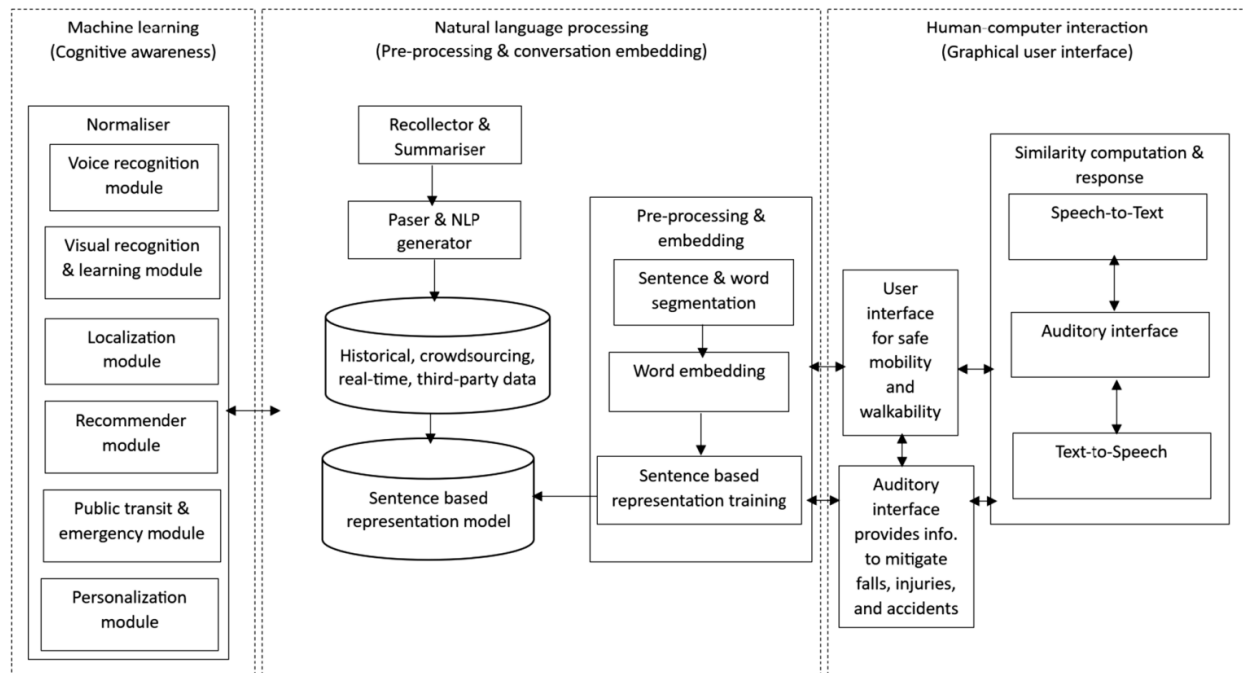 Machine learning
(Cognitive awareness)
Normaliser
Voice recognition
module
Visual recognition
& learning module
Localization
module
Recommender
module
Public transit &
emergency module
Personalization
module
Natural language processing
(Pre-processing & conversation embedding)
Recollector &
Summariser
Paser & NLP
generator
Historical, crowdsourcing,
real-time, third-party data
Sentence based
representation model
Pre-processing &
embedding
Sentence & word
segmentation
Word embedding
Sentence based
representation training
Human-computer interaction
(Graphical user interface)
User
interface
for safe
mobility
and
walkability
Auditory
interface
provides info.
to mitigate
falls, injuries,
and accidents
Similarity computation &
response
Speech-to-Text
Auditory interface
Text-to-Speech